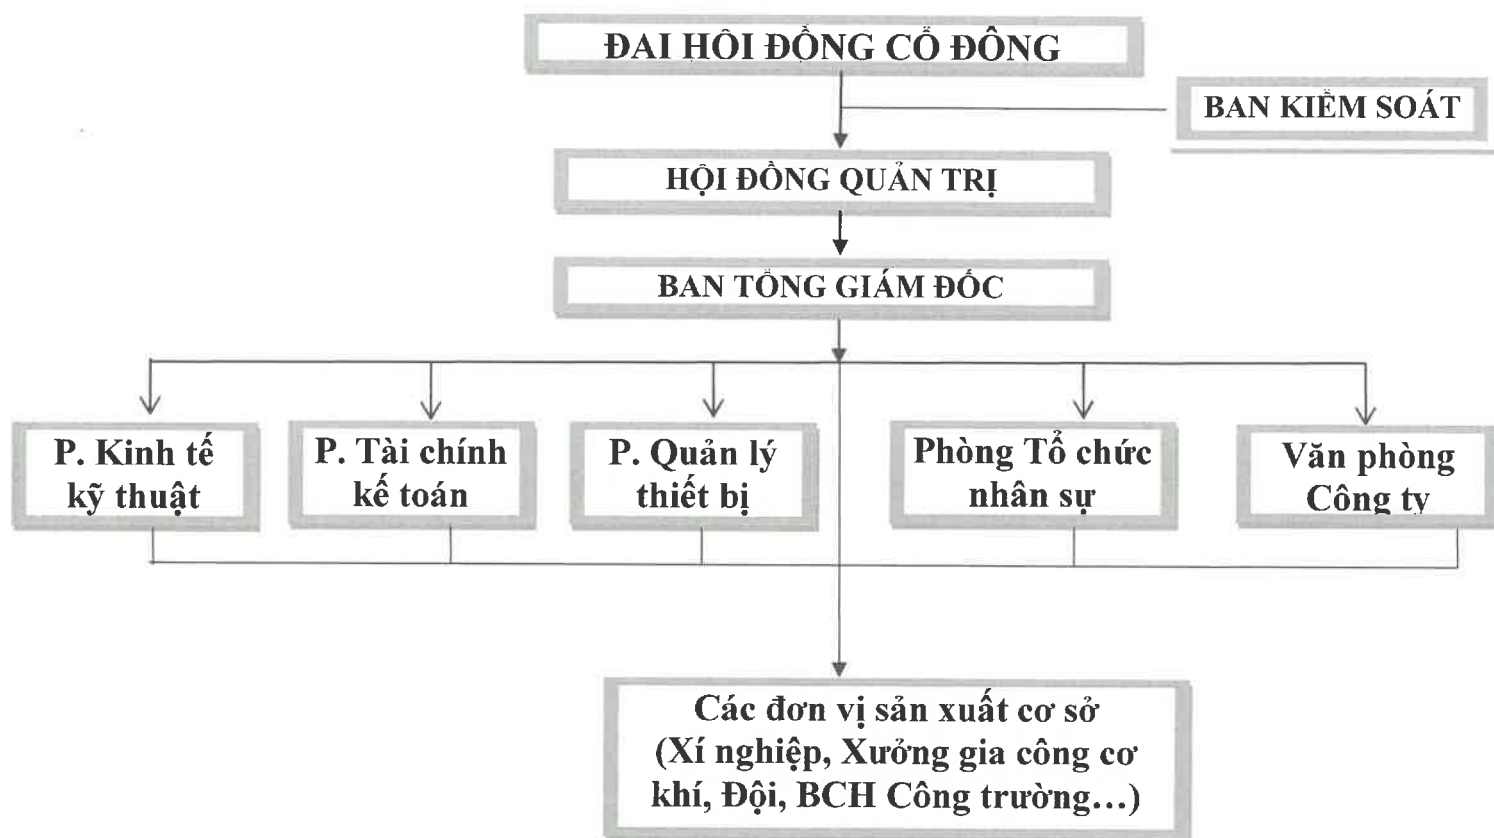 ĐAI HÔI ĐỒNG CỔ ĐÔNG
BAN KIỂM SOÁT
HỘI ĐỒNG QUẢN TRỊ
BAN TỔNG GIÁM ĐỐC
P. Kinh tế
kỹ thuật
P. Tài chính
kế toán
P. Quản lý
thiết bị
Phòng Tổ chức
nhân sự
Văn phòng
Công ty
Các đơn vị sản xuất cơ sở
(Xí nghiệp, Xưởng gia công cơ
khí, Đội, BCH Công trường...)